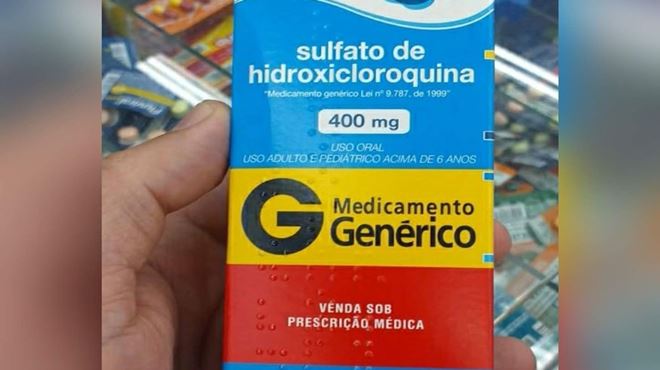 sulfato de
hidroxicloroquina
"Medicamento genérico Lei nº 9.787, de 1999"
400 mg
USO ORAL
USO ADULTO E PEDIÁTRICO ACIMA DE 6 ANOS
G Medicamento
Genérico
VENDA SOB
PRESCRIÇÃO MÉDICA